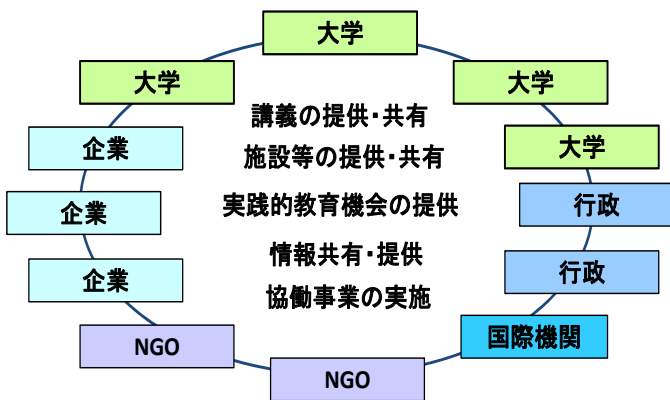 大学
大学
大学
講義の提供・共有
企業
大学
施設等の提供・共有
企業
実践的教育機会の提供
行政
情報共有・提供
企業
行政
協働事業の実施
NGO
国際機関
NGO